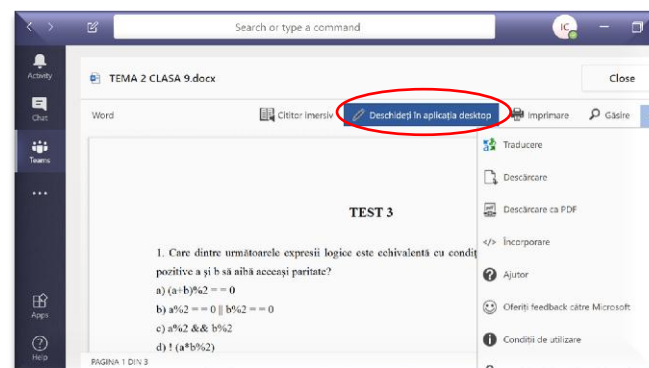 Search or type a command
IC
Activity
TEMA 2 CLASA 9.docx
Close
Chat
Word
Cititor imersiv
Deschideți în aplicația desktop
Imprimare
Găsire
Teams
Traducere
Descărcare
TEST 3
Descărcare ca PDF
1. Care dintre următoarele expresii logice este echivalentă cu condiț
Încorporare
pozitive a și b să aibă aceeași paritate?
Ajutor
a) (a+b)%2 = = 0
b) a%2 = = 0 || b%2 = = 0
Oferiți feedback către Microsoft
Apps
c) a%2 && b%2
Condiții de utilizare
d) ! (a*b%2)
Help
PAGINA 1 DIN 3